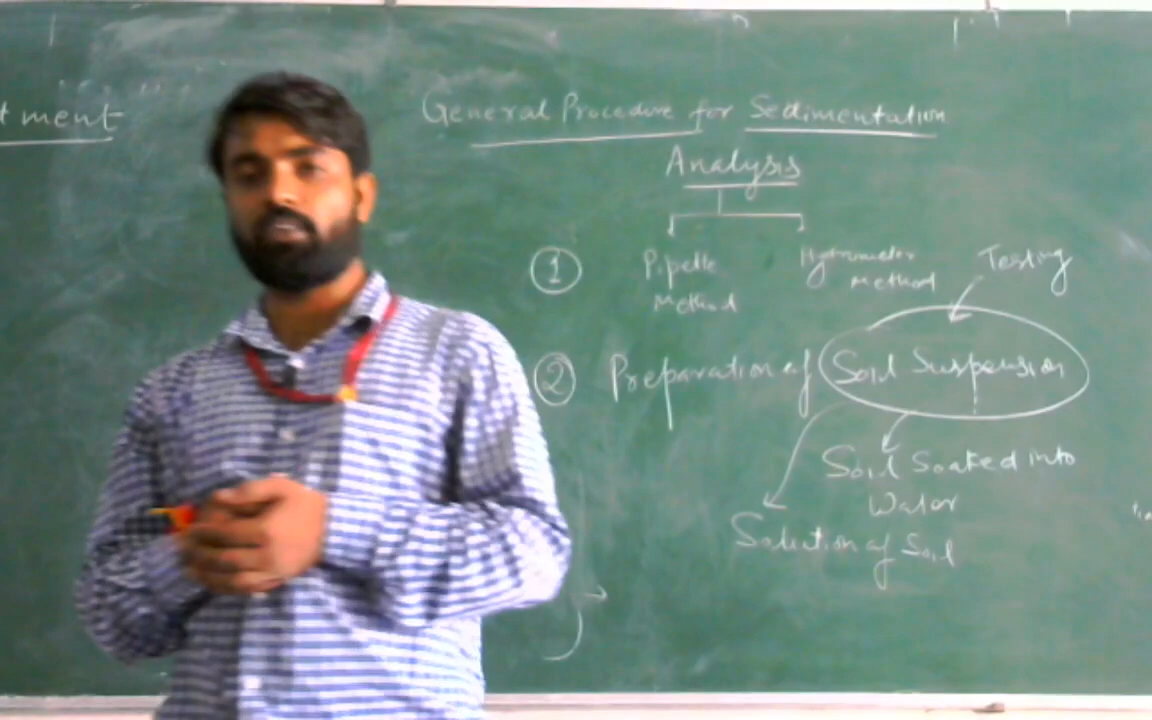 tment
General Procedure for Sedimentation
Analysis
1 Pipette Method
Hydrometer method
Testing
2 Preparation of Soil Suspension
Soil Soaked into
Water
Solution of Soil